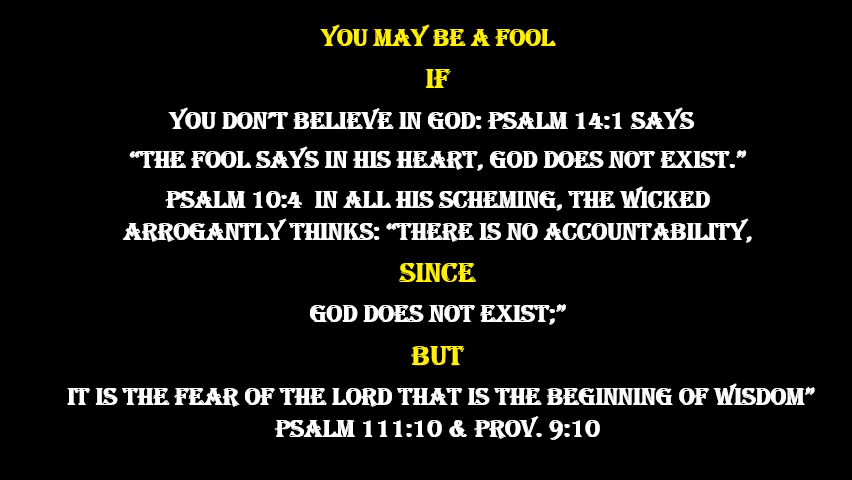 YOU MAY BE A FOOL
IF
YOU DON'T BELIEVE IN GOD: PSALM 14:1 SAYS
“THE FOOL SAYS IN HIS HEART, GOD DOES NOT EXIST.”
PSALM 10:4 IN ALL HIS SCHEMING, THE WICKED
ARROGANTLY THINKS: “THERE IS NO ACCOUNTABILITY,
SINCE
GOD DOES NOT EXIST;”
BUT
IT IS THE FEAR OF THE LORD THAT IS THE BEGINNING OF WISDOM”
PSALM 111:10 & PROV. 9:10